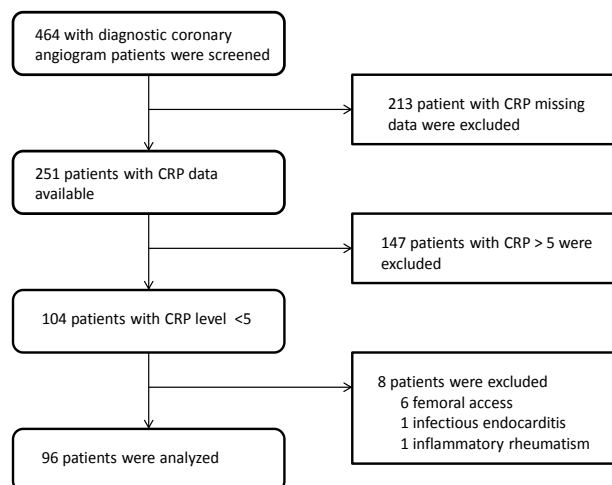 464 with diagnostic coronary
angiogram patients were screened
213 patient with CRP missing
data were excluded
251 patients with CRP data
available
147 patients with CRP > 5 were
excluded
104 patients with CRP level <5
8 patients were excluded
6 femoral access
1 infectious endocarditis
1 inflammatory rheumatism
96 patients were analyzed